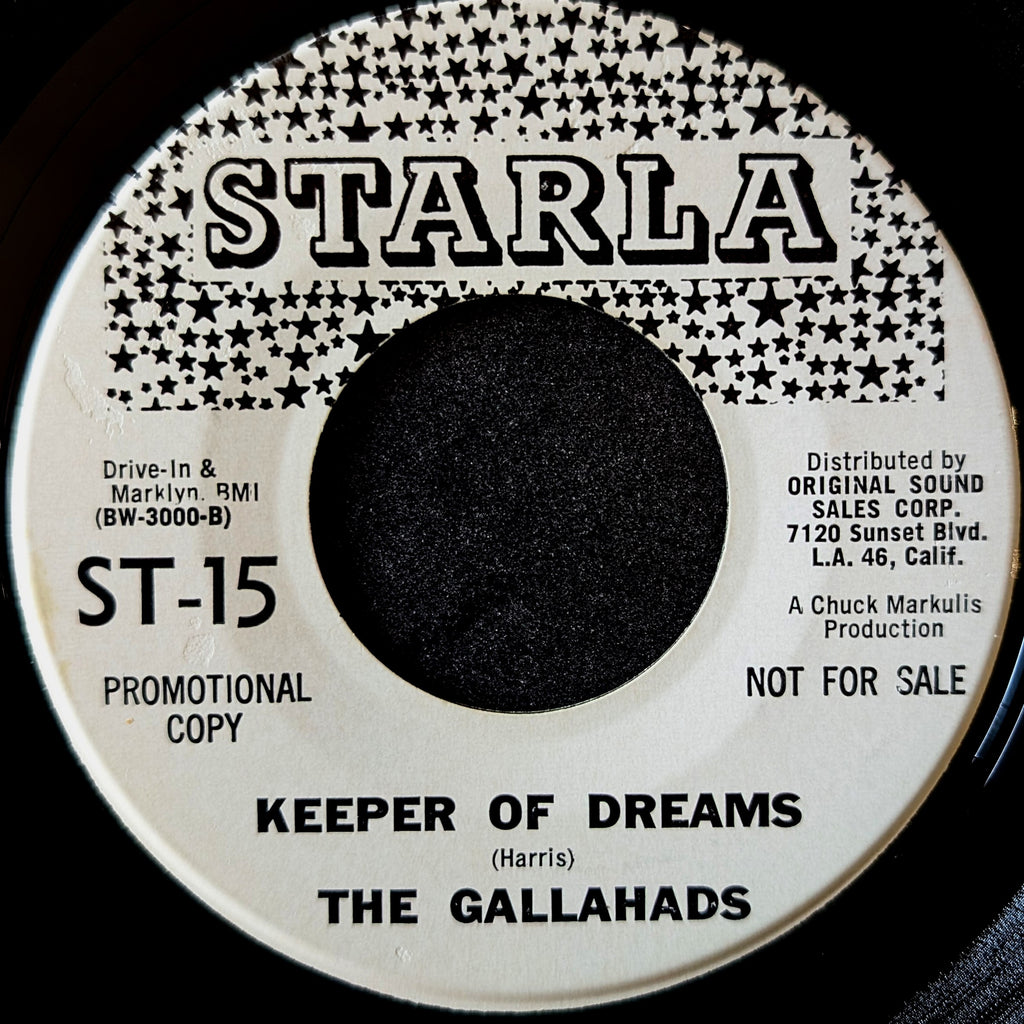 STARLA
Drive-In &
Marklyn. BMI
(BW-3000-B)
ST-15
PROMOTIONAL
COPY
Distributed by
ORIGINAL SOUND
SALES CORP.
7120 Sunset Blvd.
L.A. 46, Calif.
A Chuck Markulis
Production
NOT FOR SALE
KEEPER OF DREAMS
(Harris)
THE GALLAHADS